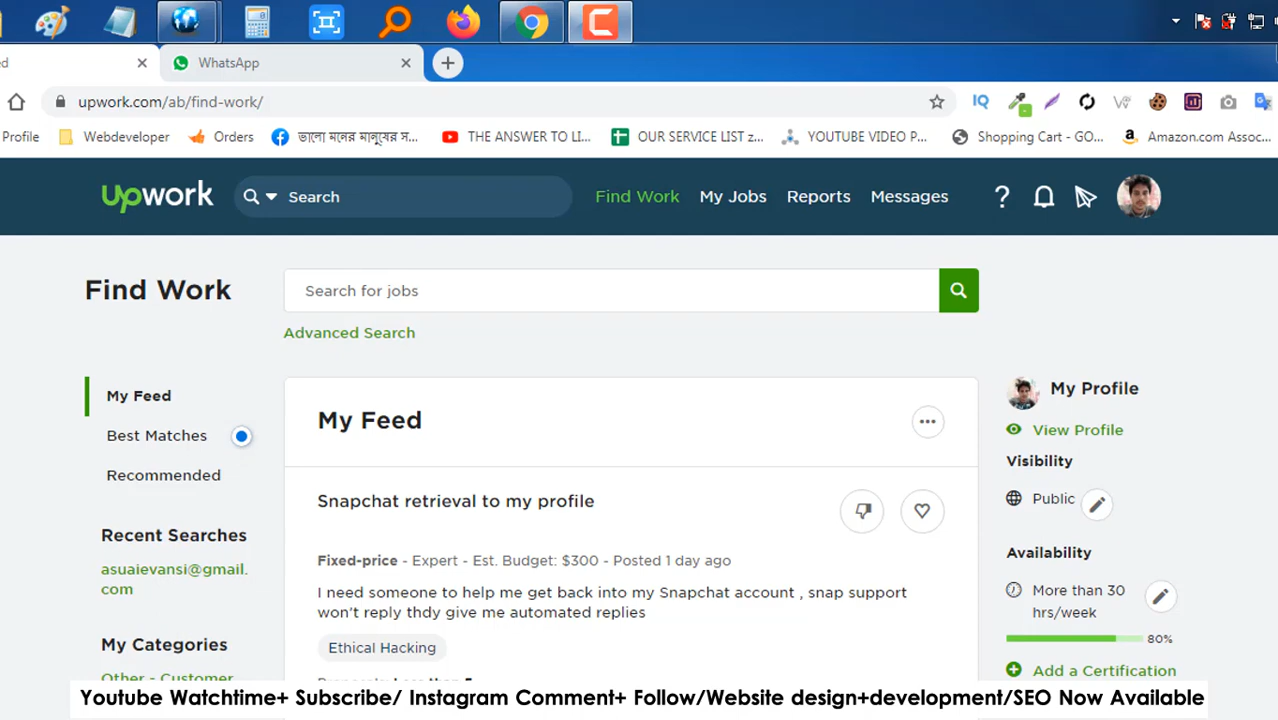 ed
WhatsApp
upwork.com/ab/find-work/
IQ
Profile
Webdeveloper
Orders
ভালো মনের মানুষের স...
THE ANSWER TO LI...
OUR SERVICE LIST z...
YOUTUBE VIDEO P...
Shopping Cart - GO...
Amazon.com Assoc...
upwork
Search
Find Work
My Jobs
Reports
Messages
?
Find Work
Search for jobs
Advanced Search
My Feed
Best Matches
Recommended
Recent Searches
asuaievansi@gmail.
com
My Categories
Other - Customer
My Feed
Snapchat retrieval to my profile
Fixed-price - Expert - Est. Budget: $300 - Posted 1 day ago
I need someone to help me get back into my Snapchat account , snap support
won't reply thdy give me automated replies
Ethical Hacking
My Profile
View Profile
Visibility
Public
Availability
More than 30
hrs/week
80%
Add a Certification
Youtube Watchtime+ Subscribe/ Instagram Comment+ Follow/Website design+development/SEO Now Available